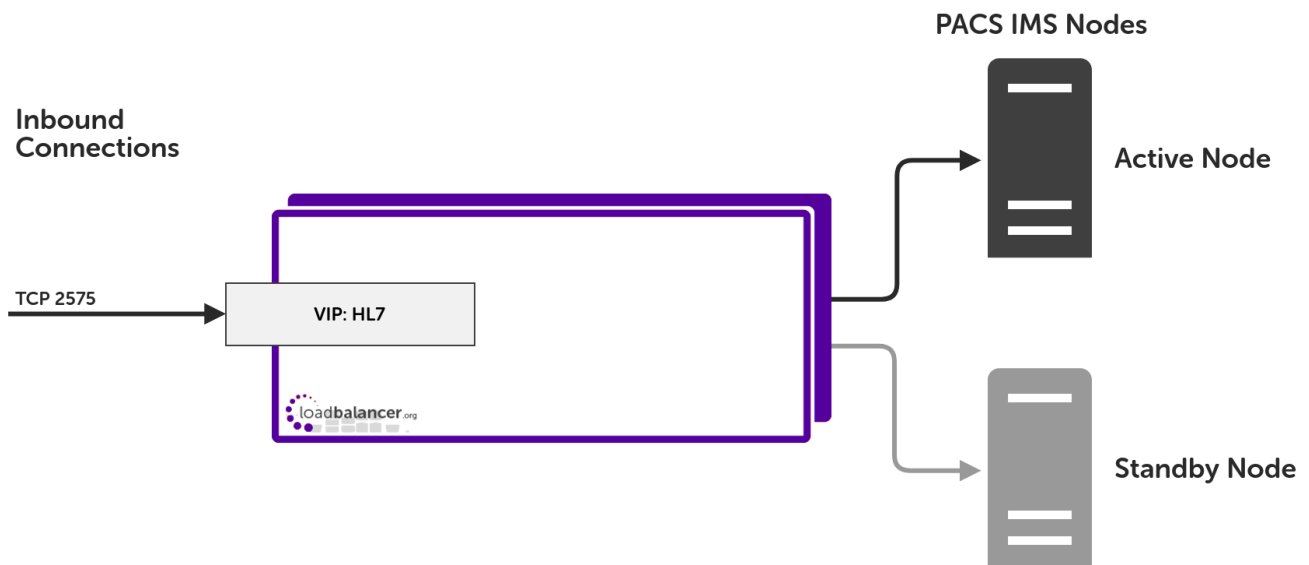 PACS IMS Nodes
Inbound
Connections
Active Node
TCP 2575
VIP: HL7
loadbalancer.org
Standby Node